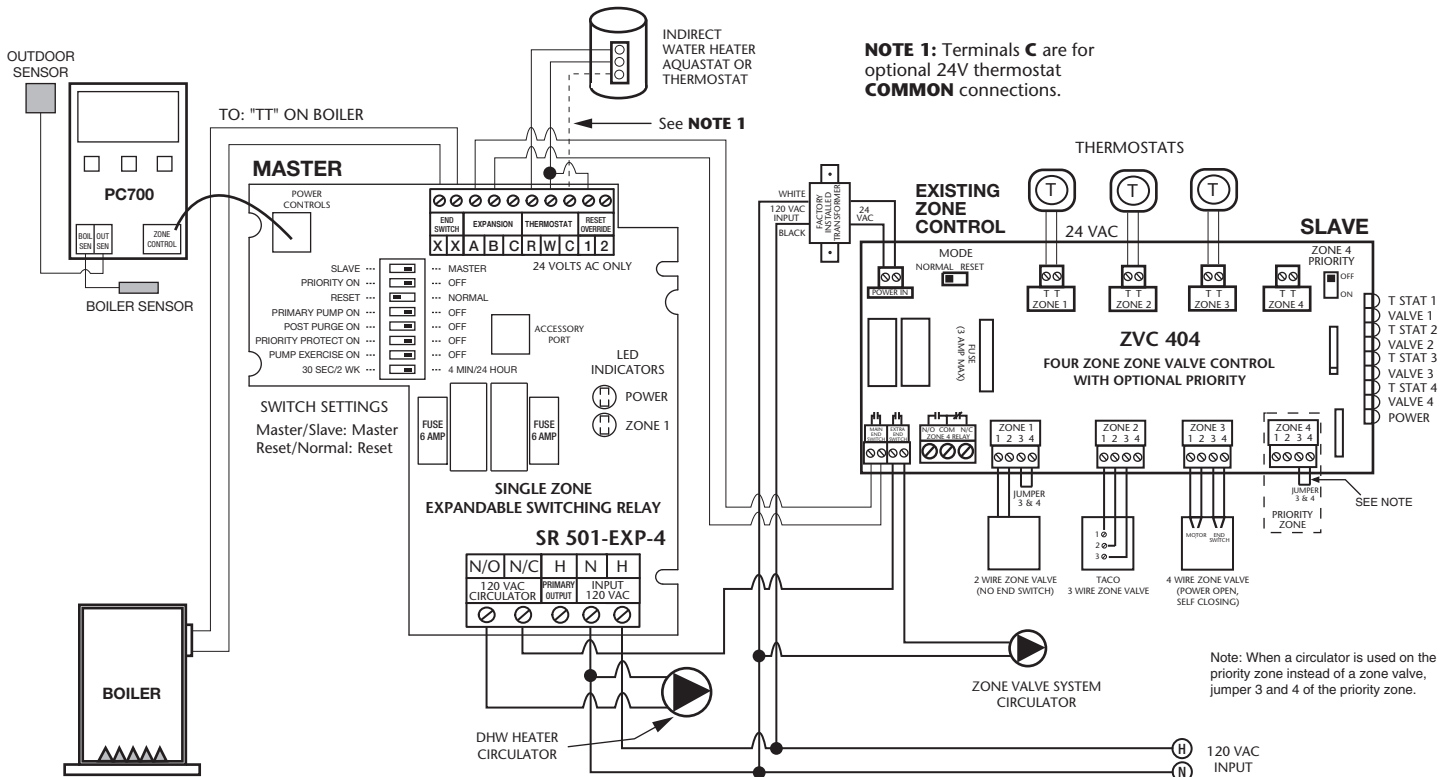 OUTDOOR
SENSOR
PC700
BOIL
SEN
OUT
SEN
ZONE
CONTROL
BOILER SENSOR
TO: "TT" ON BOILER
INDIRECT
WATER HEATER
AQUASTAT OR
THERMOSTAT
See NOTE 1
NOTE 1: Terminals C are for
optional 24V thermostat
COMMON connections.
MASTER
POWER
CONTROLS
END
SWITCH
EXPANSION
THERMOSTAT
RESET
OVERRIDE
X X A B C R W C 1 2
24 VOLTS AC ONLY
SLAVE --- --- MASTER
PRIORITY ON --- --- OFF
RESET --- --- NORMAL
PRIMARY PUMP ON --- --- OFF
POST PURGE ON --- --- OFF
PRIORITY PROTECT ON --- --- OFF
PUMP EXERCISE ON --- --- OFF
30 SEC/2 WK --- --- 4 MIN/24 HOUR
ACCESSORY
PORT
LED
INDICATORS
POWER
ZONE 1
SWITCH SETTINGS
Master/Slave: Master
Reset/Normal: Reset
FUSE
6 AMP
FUSE
6 AMP
SINGLE ZONE
EXPANDABLE SWITCHING RELAY
SR 501-EXP-4
N/O N/C H N H
120 VAC
CIRCULATOR
PRIMARY
OUTPUT
INPUT
120 VAC
BOILER
DHW HEATER
CIRCULATOR
WHITE
120 VAC
INPUT
BLACK
FACTORY
INSTALLED
TRANSFORMER
24
VAC
EXISTING
ZONE
CONTROL
THERMOSTATS
T
T
T
24 VAC
SLAVE
MODE
NORMAL RESET
POWER IN
T T
ZONE 1
T T
ZONE 2
T T
ZONE 3
T T
ZONE 4
ZONE 4
PRIORITY
OFF
ON
T STAT 1
VALVE 1
T STAT 2
VALVE 2
T STAT 3
VALVE 3
T STAT 4
VALVE 4
POWER
FUSE
(3 AMP MAX)
ZVC 404
FOUR ZONE ZONE VALVE CONTROL
WITH OPTIONAL PRIORITY
MAIN
END
SWITCH
EXTRA
END
SWITCH
N/O COM N/C
ZONE 4 RELAY
ZONE 1
1 2 3 4
ZONE 2
1 2 3 4
ZONE 3
1 2 3 4
ZONE 4
1 2 3 4
JUMPER
3 & 4
JUMPER
3 & 4
SEE NOTE
PRIORITY
ZONE
1
2
3
MOTOR
END
SWITCH
2 WIRE ZONE VALVE
(NO END SWITCH)
TACO
3 WIRE ZONE VALVE
4 WIRE ZONE VALVE
(POWER OPEN,
SELF CLOSING)
ZONE VALVE SYSTEM
CIRCULATOR
Note: When a circulator is used on the
priority zone instead of a zone valve,
jumper 3 and 4 of the priority zone.
H
N
120 VAC
INPUT